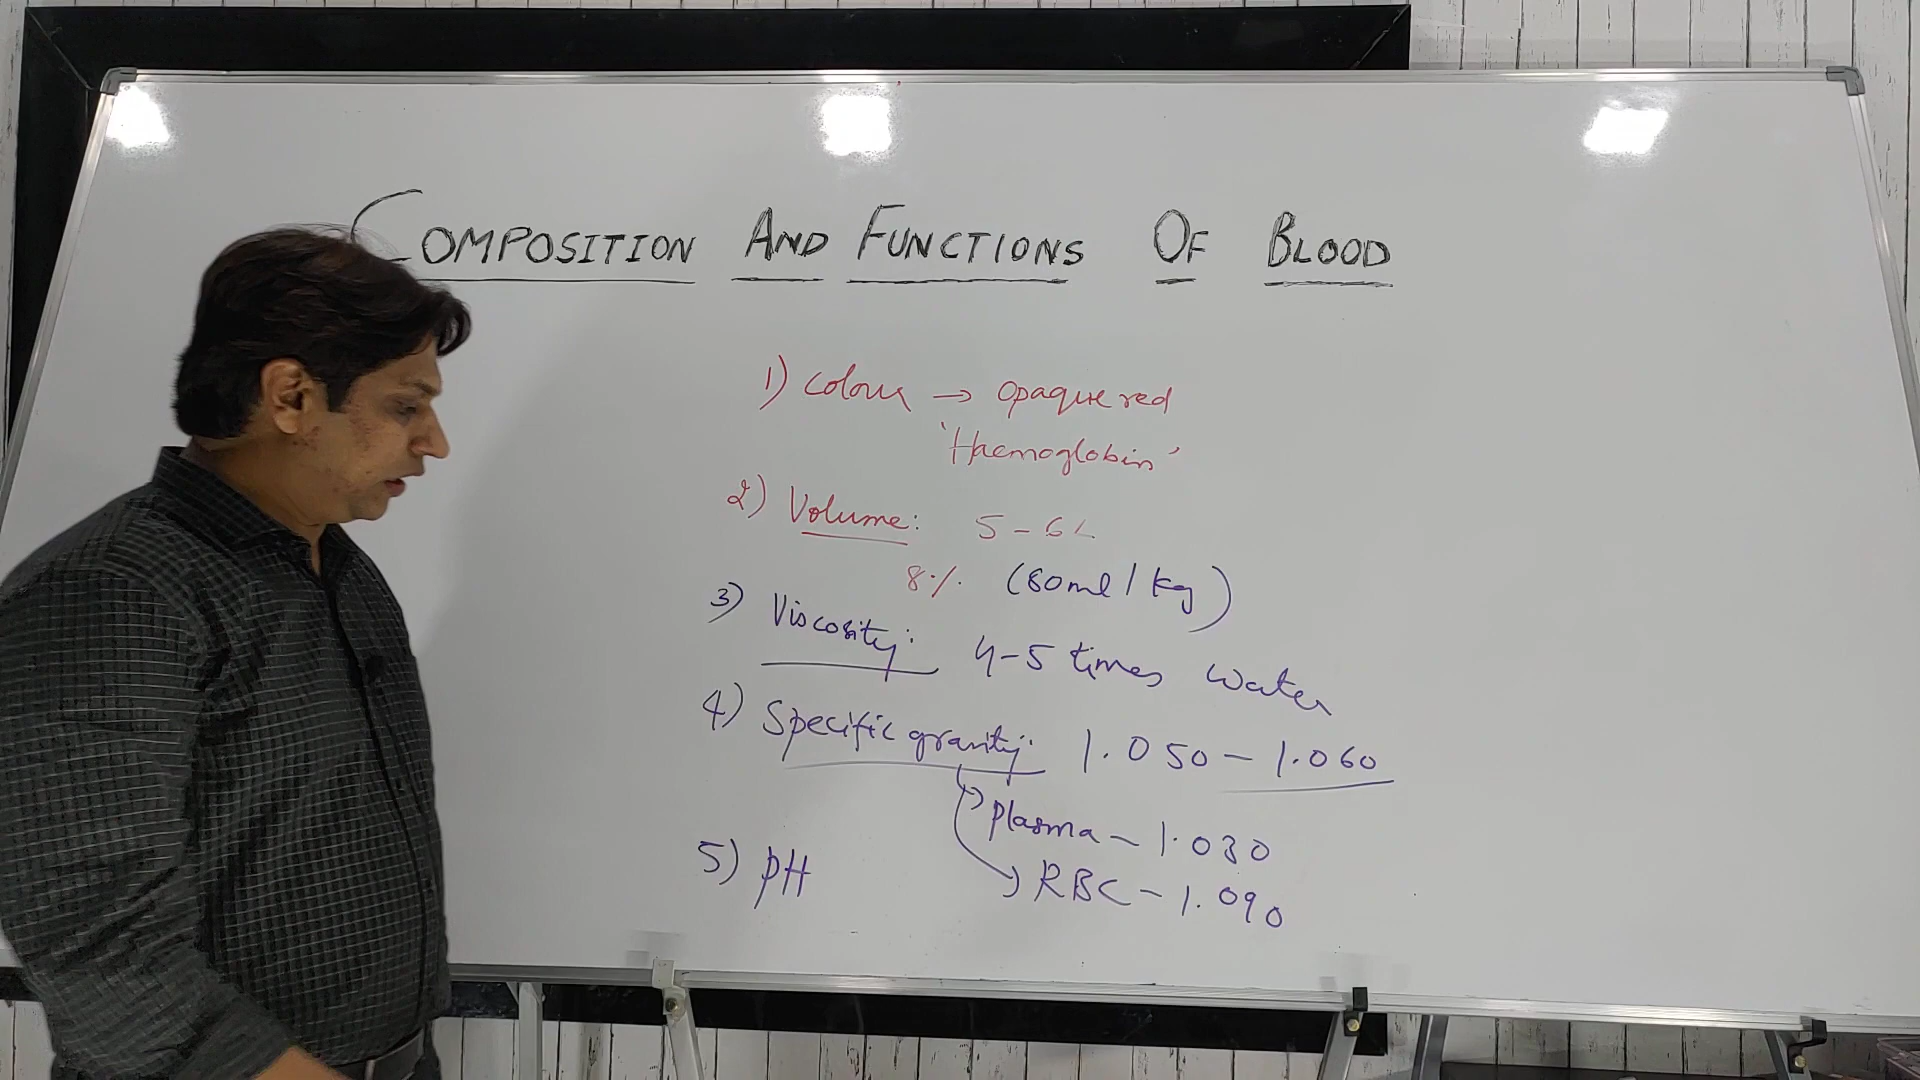 COMPOSITION AND FUNCTIONS OF BLOOD
1) Colour → opaque red
'Haemoglobin'
2) Volume: 5-6L
8% (80ml/kg)
3) Viscosity: 4-5 times water
4) Specific gravity: 1.050 - 1.060
→ plasma - 1.030
→ RBC - 1.090
5) pH